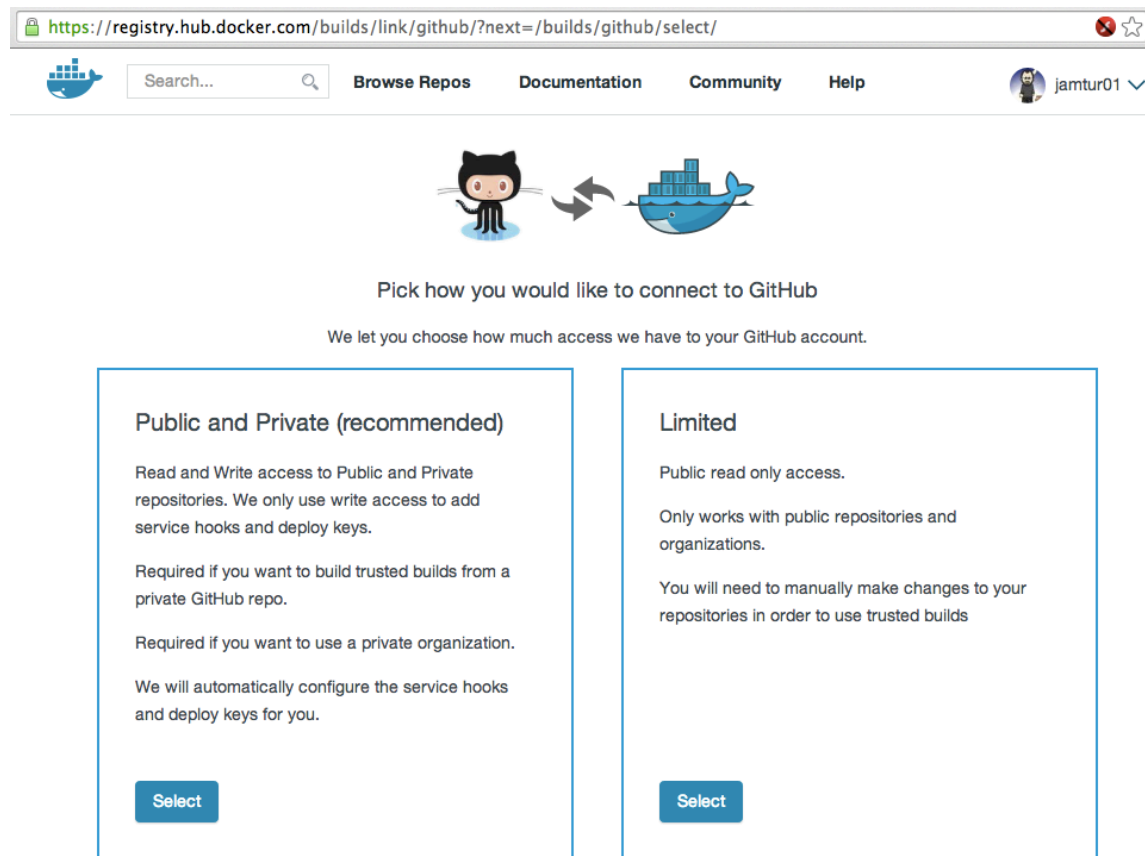 https://registry.hub.docker.com/builds/link/github/?next=/builds/github/select/
Search... Browse Repos Documentation Community Help jamtur01
Pick how you would like to connect to GitHub
We let you choose how much access we have to your GitHub account.
Public and Private (recommended)
Read and Write access to Public and Private
repositories. We only use write access to add
service hooks and deploy keys.
Required if you want to build trusted builds from a
private GitHub repo.
Required if you want to use a private organization.
We will automatically configure the service hooks
and deploy keys for you.
Select
Limited
Public read only access.
Only works with public repositories and
organizations.
You will need to manually make changes to your
repositories in order to use trusted builds
Select